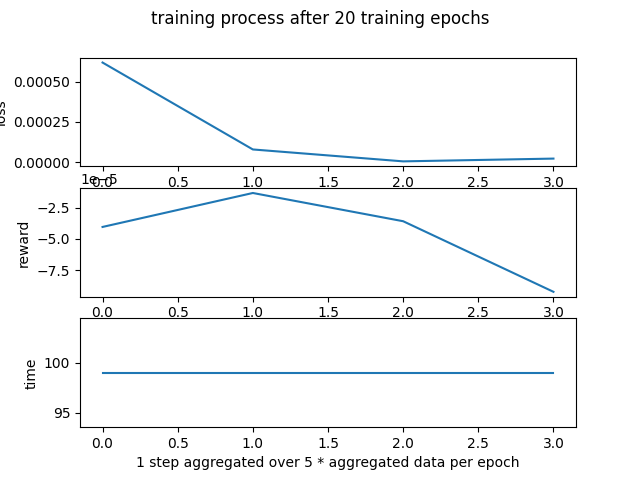 training process after 20 training epochs
0.00050
0.00025
0.00000
loss
0.0 0.5 1.0 1.5 2.0 2.5 3.0
1e−5
−2.5
−5.0
−7.5
reward
0.0 0.5 1.0 1.5 2.0 2.5 3.0
100
95
time
0.0 0.5 1.0 1.5 2.0 2.5 3.0
1 step aggregated over 5 * aggregated data per epoch